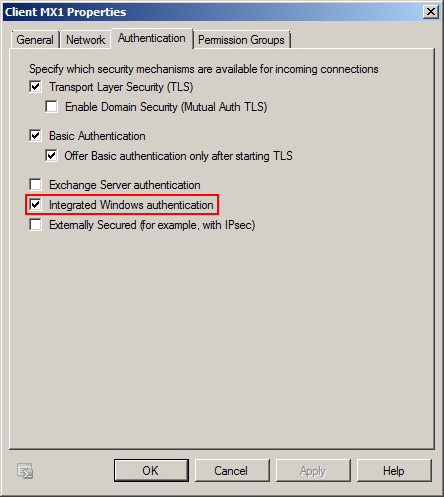 Client MX1 Properties
General Network Authentication Permission Groups
Specify which security mechanisms are available for incoming connections
Transport Layer Security (TLS)
Enable Domain Security (Mutual Auth TLS)
Basic Authentication
Offer Basic authentication only after starting TLS
Exchange Server authentication
Integrated Windows authentication
Externally Secured (for example, with IPsec)
OK Cancel Apply Help